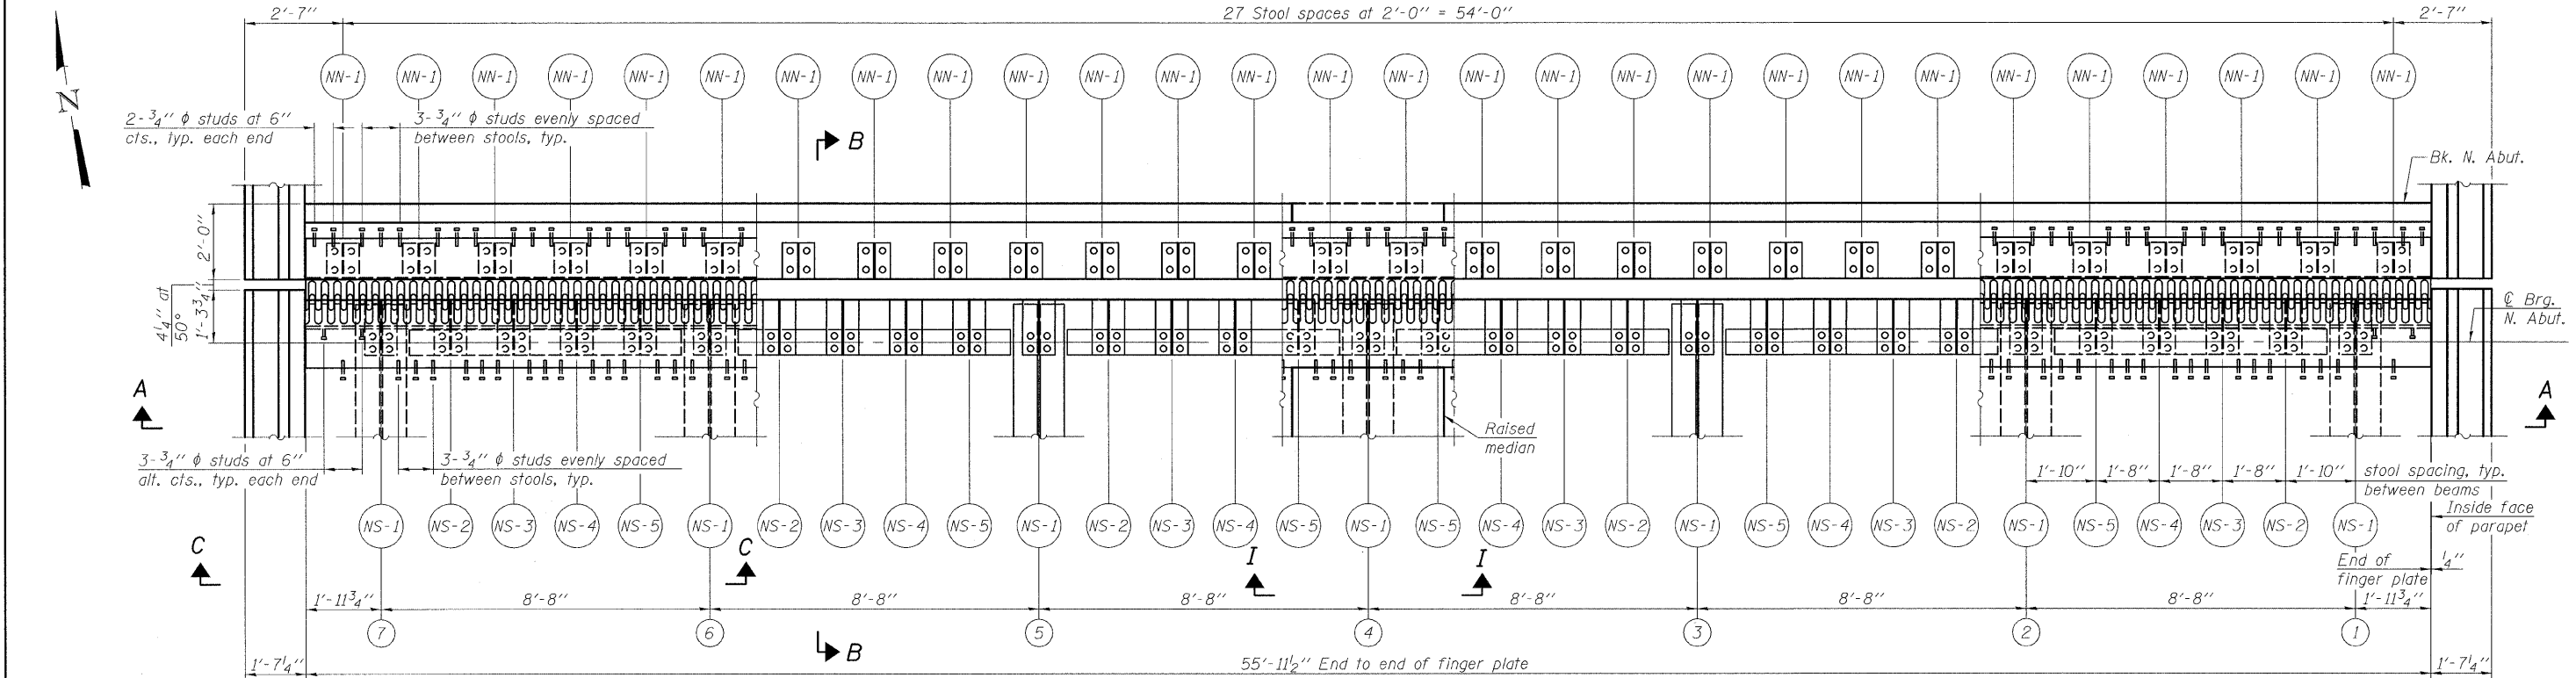 2'-7"
27 Stool spaces at 2'-0" = 54'-0"
2'-7"
N
NN-1 NN-1 NN-1 NN-1 NN-1 NN-1 NN-1 NN-1 NN-1 NN-1 NN-1 NN-1 NN-1 NN-1 NN-1 NN-1 NN-1 NN-1 NN-1 NN-1 NN-1 NN-1 NN-1 NN-1 NN-1 NN-1 NN-1 NN-1
2-3/4" ϕ studs at 6"
cts., typ. each end
3-3/4" ϕ studs evenly spaced
between stools, typ.
B
Bk. N. Abut.
2'-0"
4 1/4" at
50°
1'-3 3/4"
℄ Brg.
N. Abut.
A
A
Raised
median
3-3/4" ϕ studs at 6"
alt. cts., typ. each end
3-3/4" ϕ studs evenly spaced
between stools, typ.
1'-10" 1'-8" 1'-8" 1'-8" 1'-10" stool spacing, typ.
between beams
Inside face
of parapet
NS-1 NS-2 NS-3 NS-4 NS-5 NS-1 NS-2 NS-3 NS-4 NS-5 NS-1 NS-2 NS-3 NS-4 NS-5 NS-1 NS-5 NS-4 NS-3 NS-2 NS-1 NS-5 NS-4 NS-3 NS-2 NS-1 NS-5 NS-4 NS-3 NS-2 NS-1
C
C
I
I
End of
finger plate
1/4"
1'-11 3/4" 8'-8" 8'-8" 8'-8" 8'-8" 8'-8" 8'-8" 1'-11 3/4"
7 6 5 4 3 2 1
B
1'-7 1/4"
55'-11 1/2" End to end of finger plate
1'-7 1/4"